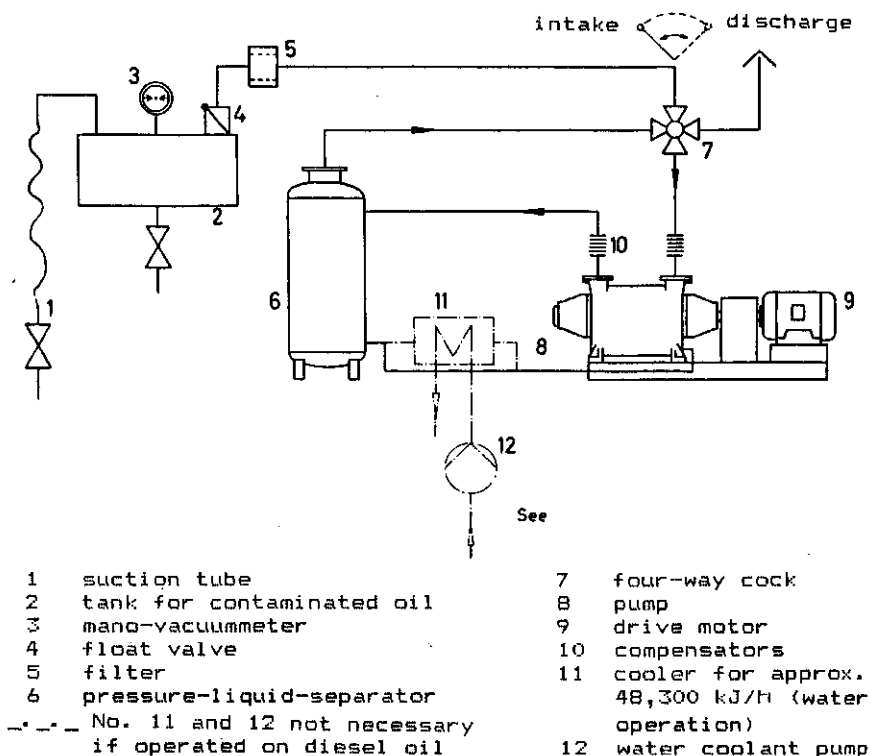 intake
discharge
5
3
4
7
2
10
6
11
9
1
8
12
See
1 suction tube
2 tank for contaminated oil
3 mano-vacuummeter
4 float valve
5 filter
6 pressure-liquid-separator
_._._ No. 11 and 12 not necessary
if operated on diesel oil
7 four-way cock
8 pump
9 drive motor
10 compensators
11 cooler for approx.
48,300 kJ/h (water
operation)
12 water coolant pump